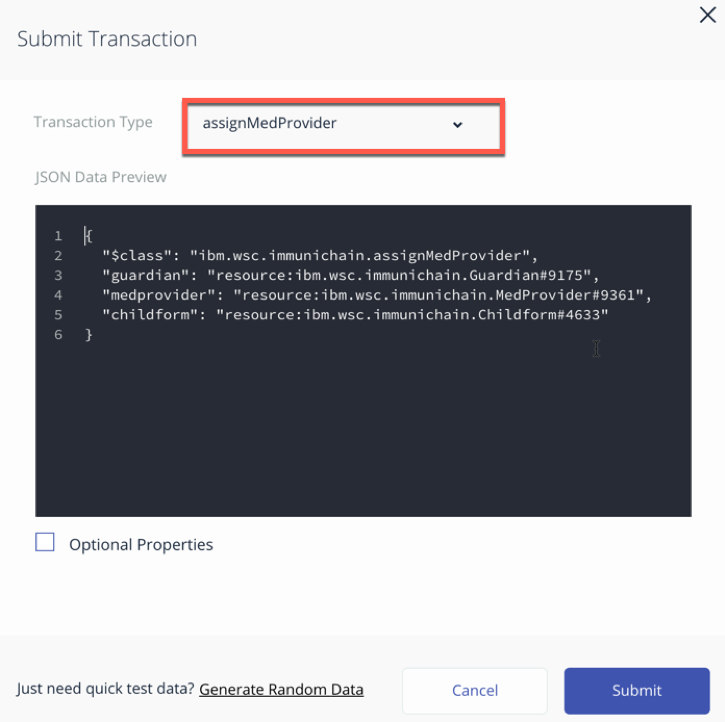 Submit Transaction
Transaction Type
assignMedProvider
JSON Data Preview
1 {
2 "$class": "ibm.wsc.immunichain.assignMedProvider",
3 "guardian": "resource:ibm.wsc.immunichain.Guardian#9175",
4 "medprovider": "resource:ibm.wsc.immunichain.MedProvider#9361",
5 "childform": "resource:ibm.wsc.immunichain.Childform#4633"
6 }
Optional Properties
Just need quick test data? Generate Random Data
Cancel
Submit